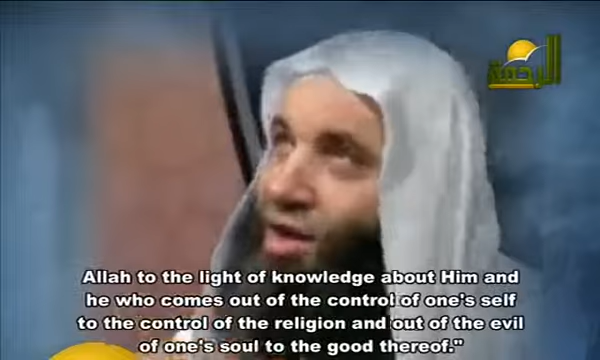 الرحمة
Allah to the light of knowledge about Him and
he who comes out of the control of one's self
to the control of the religion and out of the evil
of one's soul to the good thereof."